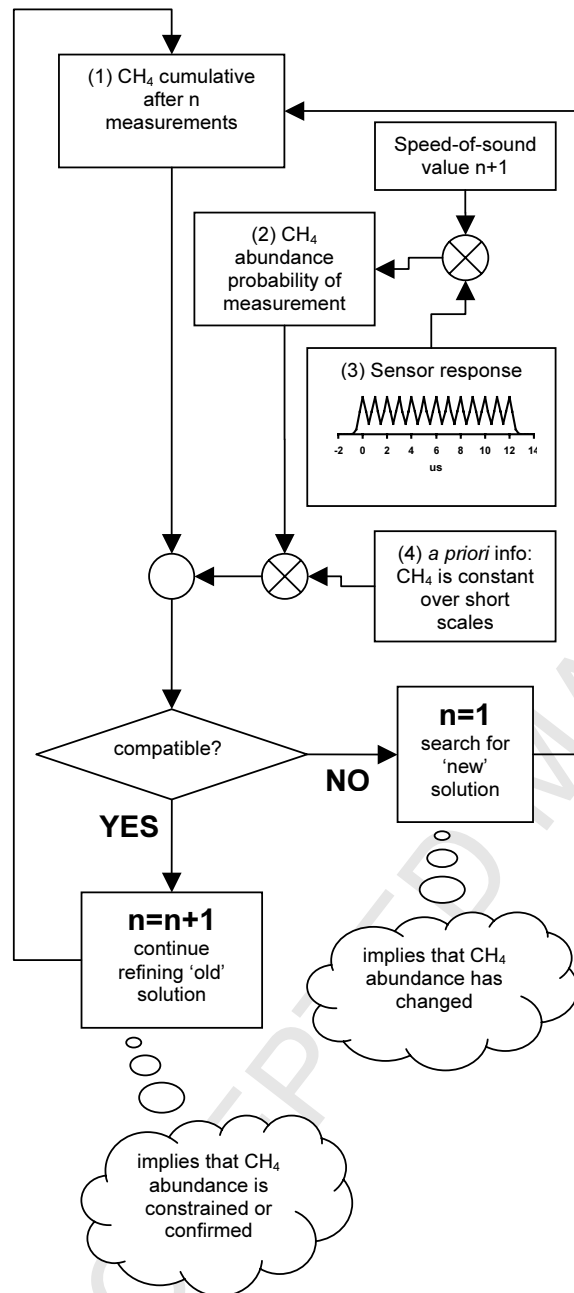 (1) CH₄ cumulative
after n
measurements
Speed-of-sound
value n+1
(2) CH₄
abundance
probability of
measurement
(3) Sensor response
-2 0 2 4 6 8 10 12 14
us
(4) a priori info:
CH₄ is constant
over short
scales
compatible?
NO
YES
n=1
search for
‘new’
solution
n=n+1
continue
refining ‘old’
solution
implies that CH₄
abundance has
changed
implies that CH₄
abundance is
constrained or
confirmed